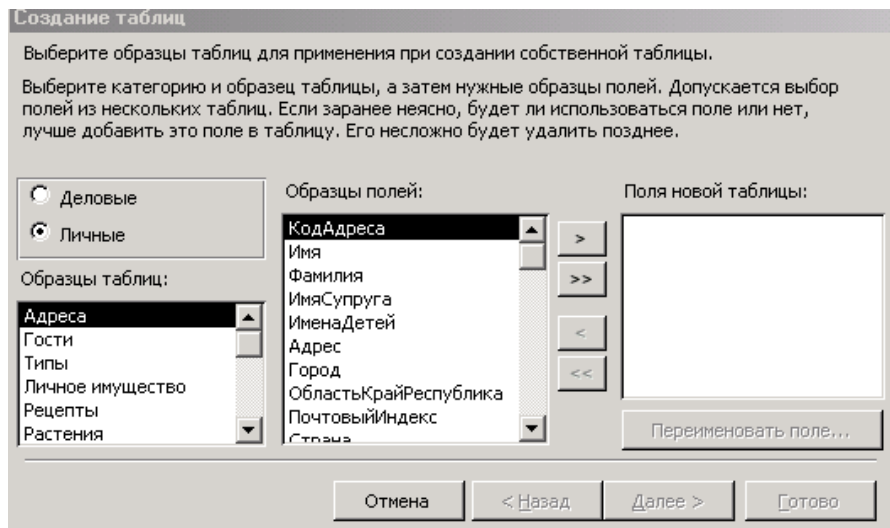 Создание таблиц
Выберите образцы таблиц для применения при создании собственной таблицы.
Выберите категорию и образец таблицы, а затем нужные образцы полей. Допускается выбор
полей из нескольких таблиц. Если заранее неясно, будет ли использоваться поле или нет,
лучше добавить это поле в таблицу. Его несложно будет удалить позднее.
Деловые
Личные
Образцы таблиц:
Адреса
Гости
Типы
Личное имущество
Рецепты
Растения
Образцы полей:
КодАдреса
Имя
Фамилия
ИмяСупруга
ИменаДетей
Адрес
Город
ОбластьКрайРеспублика
ПочтовыйИндекс
Страна
>
>>
<
<<
Поля новой таблицы:
Переименовать поле...
Отмена
< Назад
Далее >
Готово